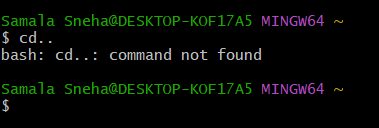 Samala Sneha@DESKTOP-KOF17A5 MINGW64 ~
$ cd..
bash: cd..: command not found
Samala Sneha@DESKTOP-KOF17A5 MINGW64 ~
$